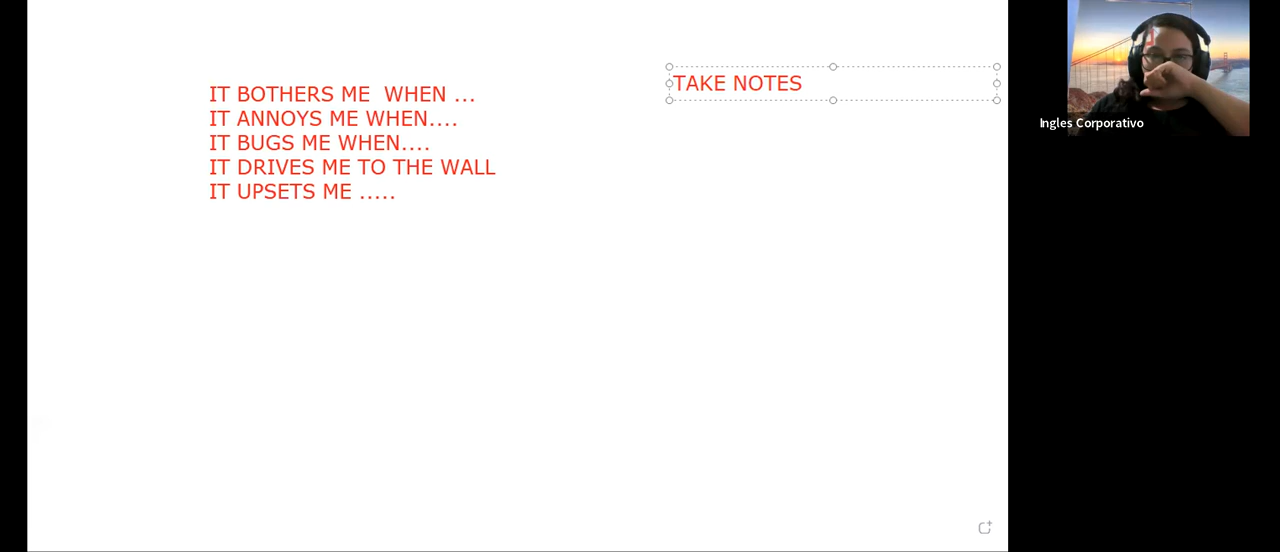 IT BOTHERS ME  WHEN ...
IT ANNOYS ME WHEN....
IT BUGS ME WHEN....
IT DRIVES ME TO THE WALL
IT UPSETS ME .....
TAKE NOTES
Ingles Corporativo